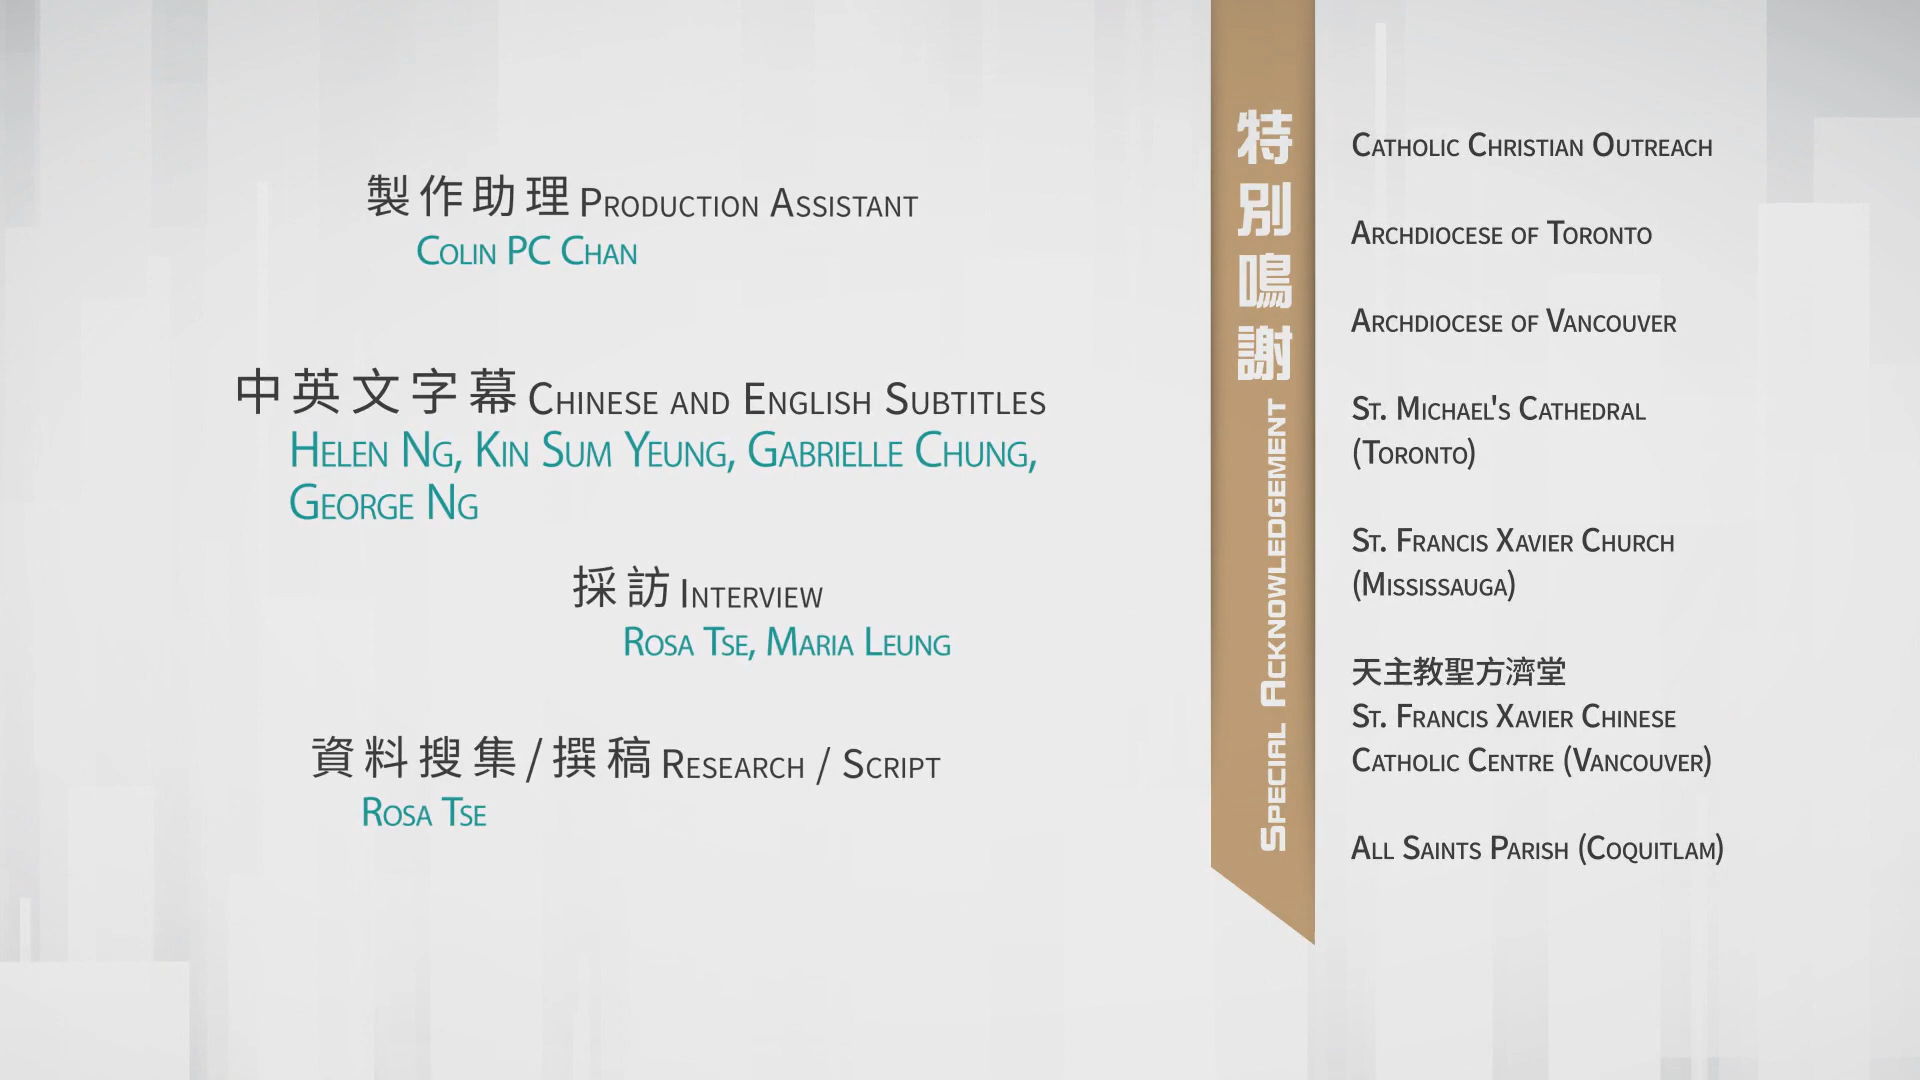 製作助理 Production Assistant
Colin PC Chan
中英文字幕 Chinese and English Subtitles
Helen Ng, Kin Sum Yeung, Gabrielle Chung,
George Ng
採訪 Interview
Rosa Tse, Maria Leung
資料搜集/撰稿 Research / Script
Rosa Tse
特別鳴謝 Special Acknowledgement
Catholic Christian Outreach
Archdiocese of Toronto
Archdiocese of Vancouver
St. Michael's Cathedral
(Toronto)
St. Francis Xavier Church
(Mississauga)
天主教聖方濟堂
St. Francis Xavier Chinese
Catholic Centre (Vancouver)
All Saints Parish (Coquitlam)